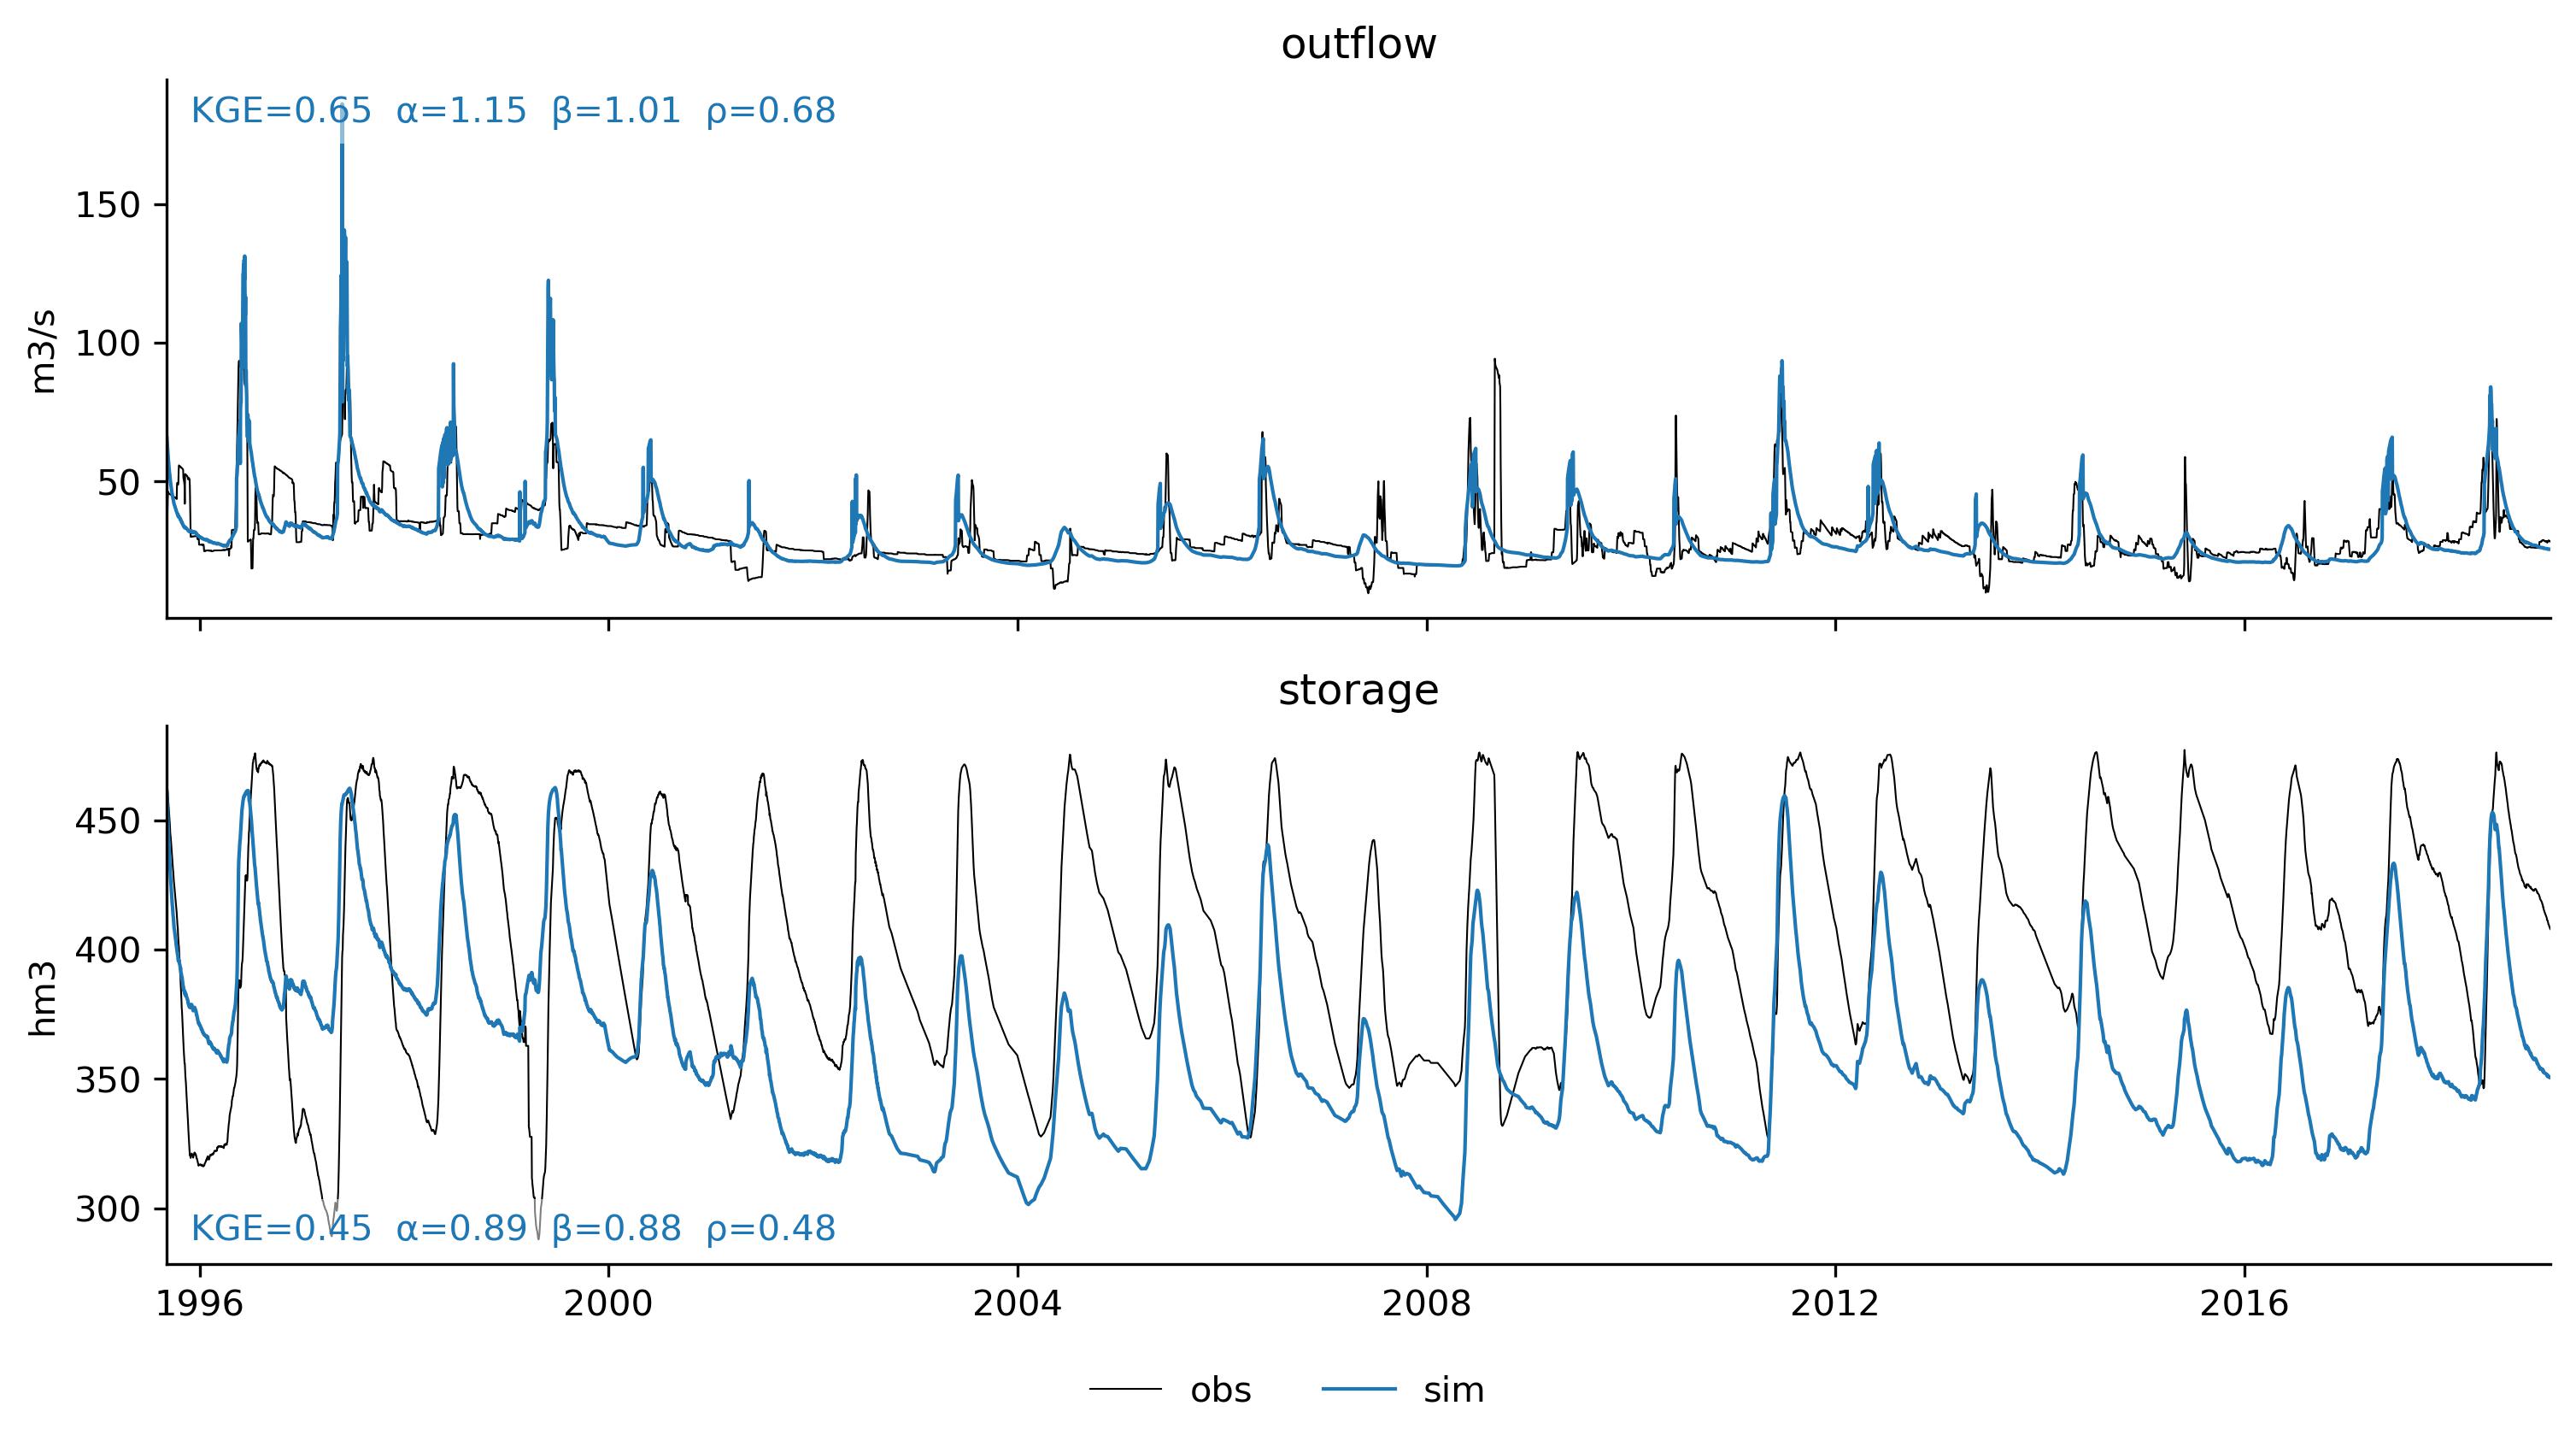 outflow
KGE=0.65 α=1.15 β=1.01 ρ=0.68
m3/s
150
100
50
storage
hm3
450
400
350
300
KGE=0.45 α=0.89 β=0.88 ρ=0.48
1996 2000 2004 2008 2012 2016
obs sim